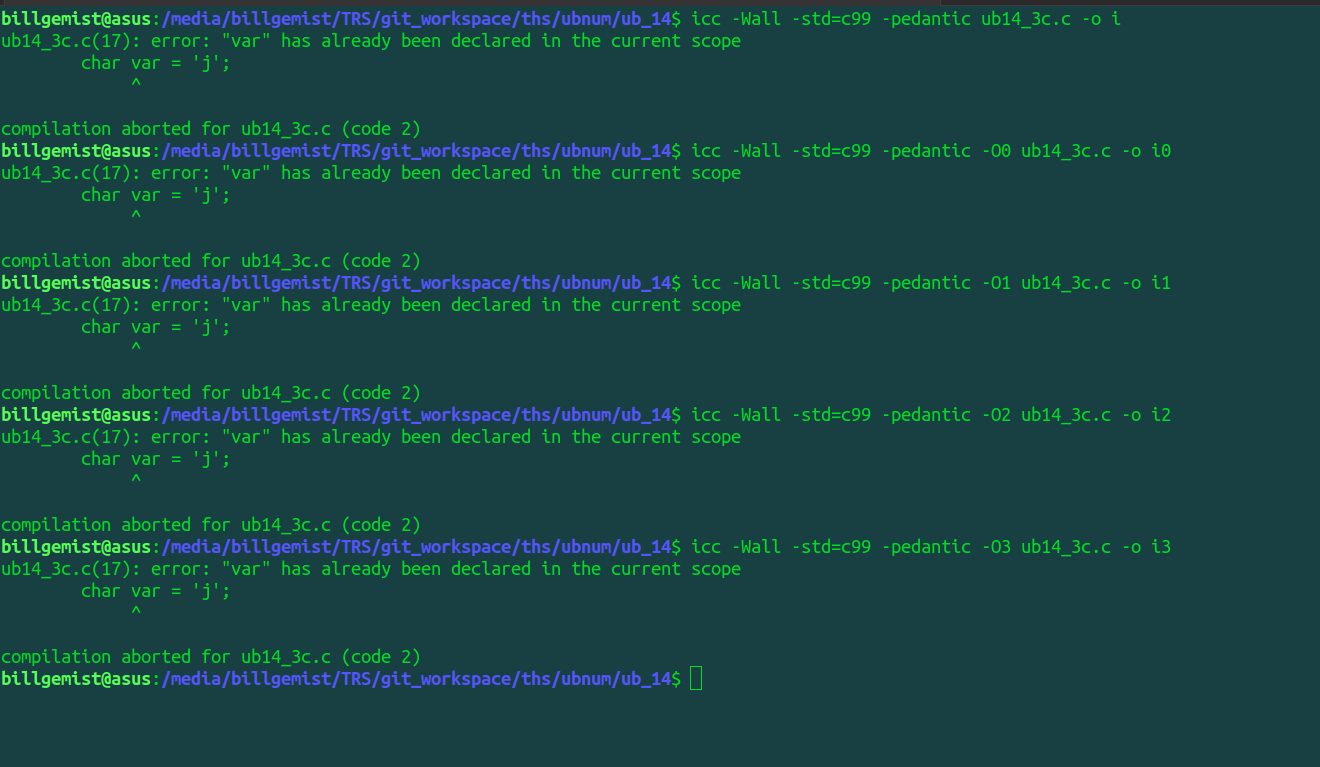 billgemist@asus:/media/billgemist/TRS/git_workspace/ths/ubnum/ub_14$ icc -Wall -std=c99 -pedantic ub14_3c.c -o i
ub14_3c.c(17): error: "var" has already been declared in the current scope
        char var = 'j';
             ^

compilation aborted for ub14_3c.c (code 2)
billgemist@asus:/media/billgemist/TRS/git_workspace/ths/ubnum/ub_14$ icc -Wall -std=c99 -pedantic -O0 ub14_3c.c -o i0
ub14_3c.c(17): error: "var" has already been declared in the current scope
        char var = 'j';
             ^

compilation aborted for ub14_3c.c (code 2)
billgemist@asus:/media/billgemist/TRS/git_workspace/ths/ubnum/ub_14$ icc -Wall -std=c99 -pedantic -O1 ub14_3c.c -o i1
ub14_3c.c(17): error: "var" has already been declared in the current scope
        char var = 'j';
             ^

compilation aborted for ub14_3c.c (code 2)
billgemist@asus:/media/billgemist/TRS/git_workspace/ths/ubnum/ub_14$ icc -Wall -std=c99 -pedantic -O2 ub14_3c.c -o i2
ub14_3c.c(17): error: "var" has already been declared in the current scope
        char var = 'j';
             ^

compilation aborted for ub14_3c.c (code 2)
billgemist@asus:/media/billgemist/TRS/git_workspace/ths/ubnum/ub_14$ icc -Wall -std=c99 -pedantic -O3 ub14_3c.c -o i3
ub14_3c.c(17): error: "var" has already been declared in the current scope
        char var = 'j';
             ^

compilation aborted for ub14_3c.c (code 2)
billgemist@asus:/media/billgemist/TRS/git_workspace/ths/ubnum/ub_14$